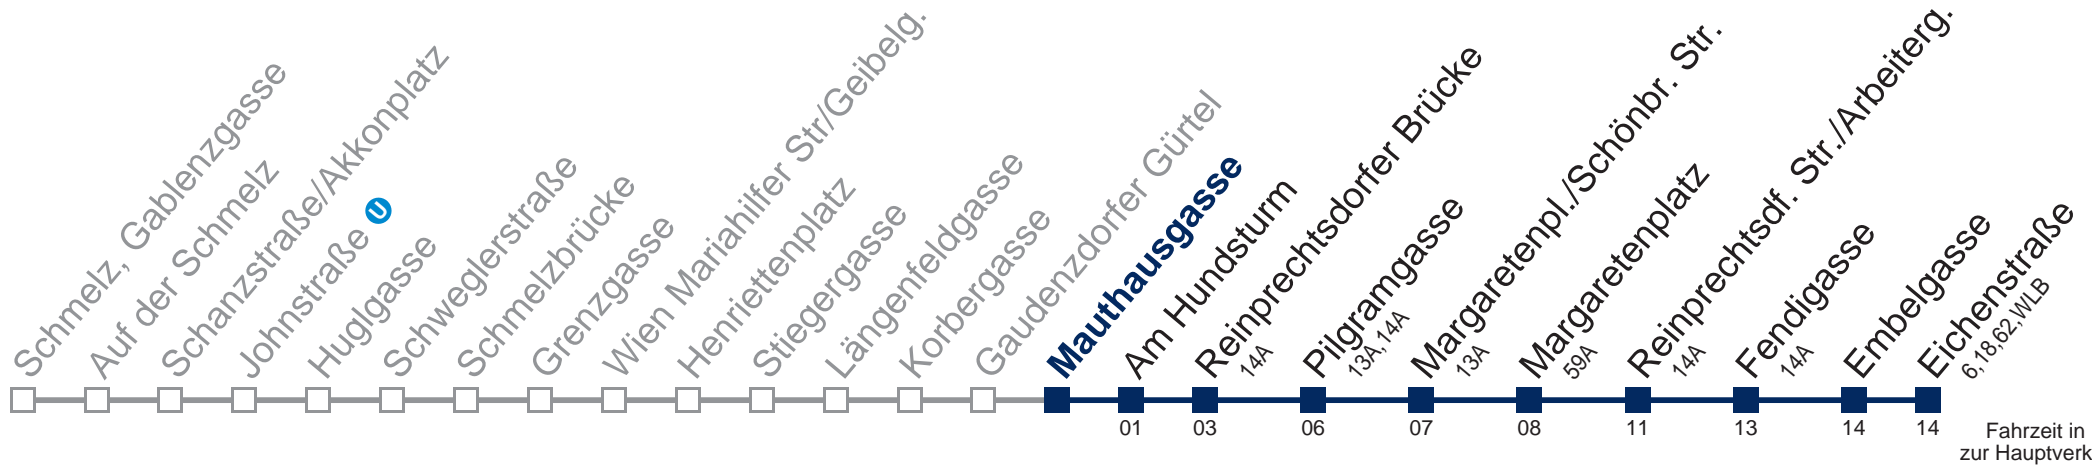 Schmelz, Gablenzgasse
Auf der Schmelz
Schanzstraße/Akkonplatz
Johnstraße U
Huglgasse
Schweglerstraße
Schmelzbrücke
Grenzgasse
Wien Mariahilfer Str/Geibelg.
Henriettenplatz
Stiegergasse
Längenfeldgasse
Korbergasse
Gaudenzdorfer Gürtel
Mauthausgasse
Am Hundsturm
Reinprechtsdorfer Brücke
14A
Pilgramgasse
13A, 14A
Margaretenpl./Schönbr. Str.
13A
Margaretenplatz
59A
Reinprechtsdf. Str./Arbeiterg.
14A
Fendigasse
14A
Embelgasse
Eichenstraße
6,18,62,WLB
01 03 06 07 08 11 13 14 14
Fahrzeit in
zur Hauptverk